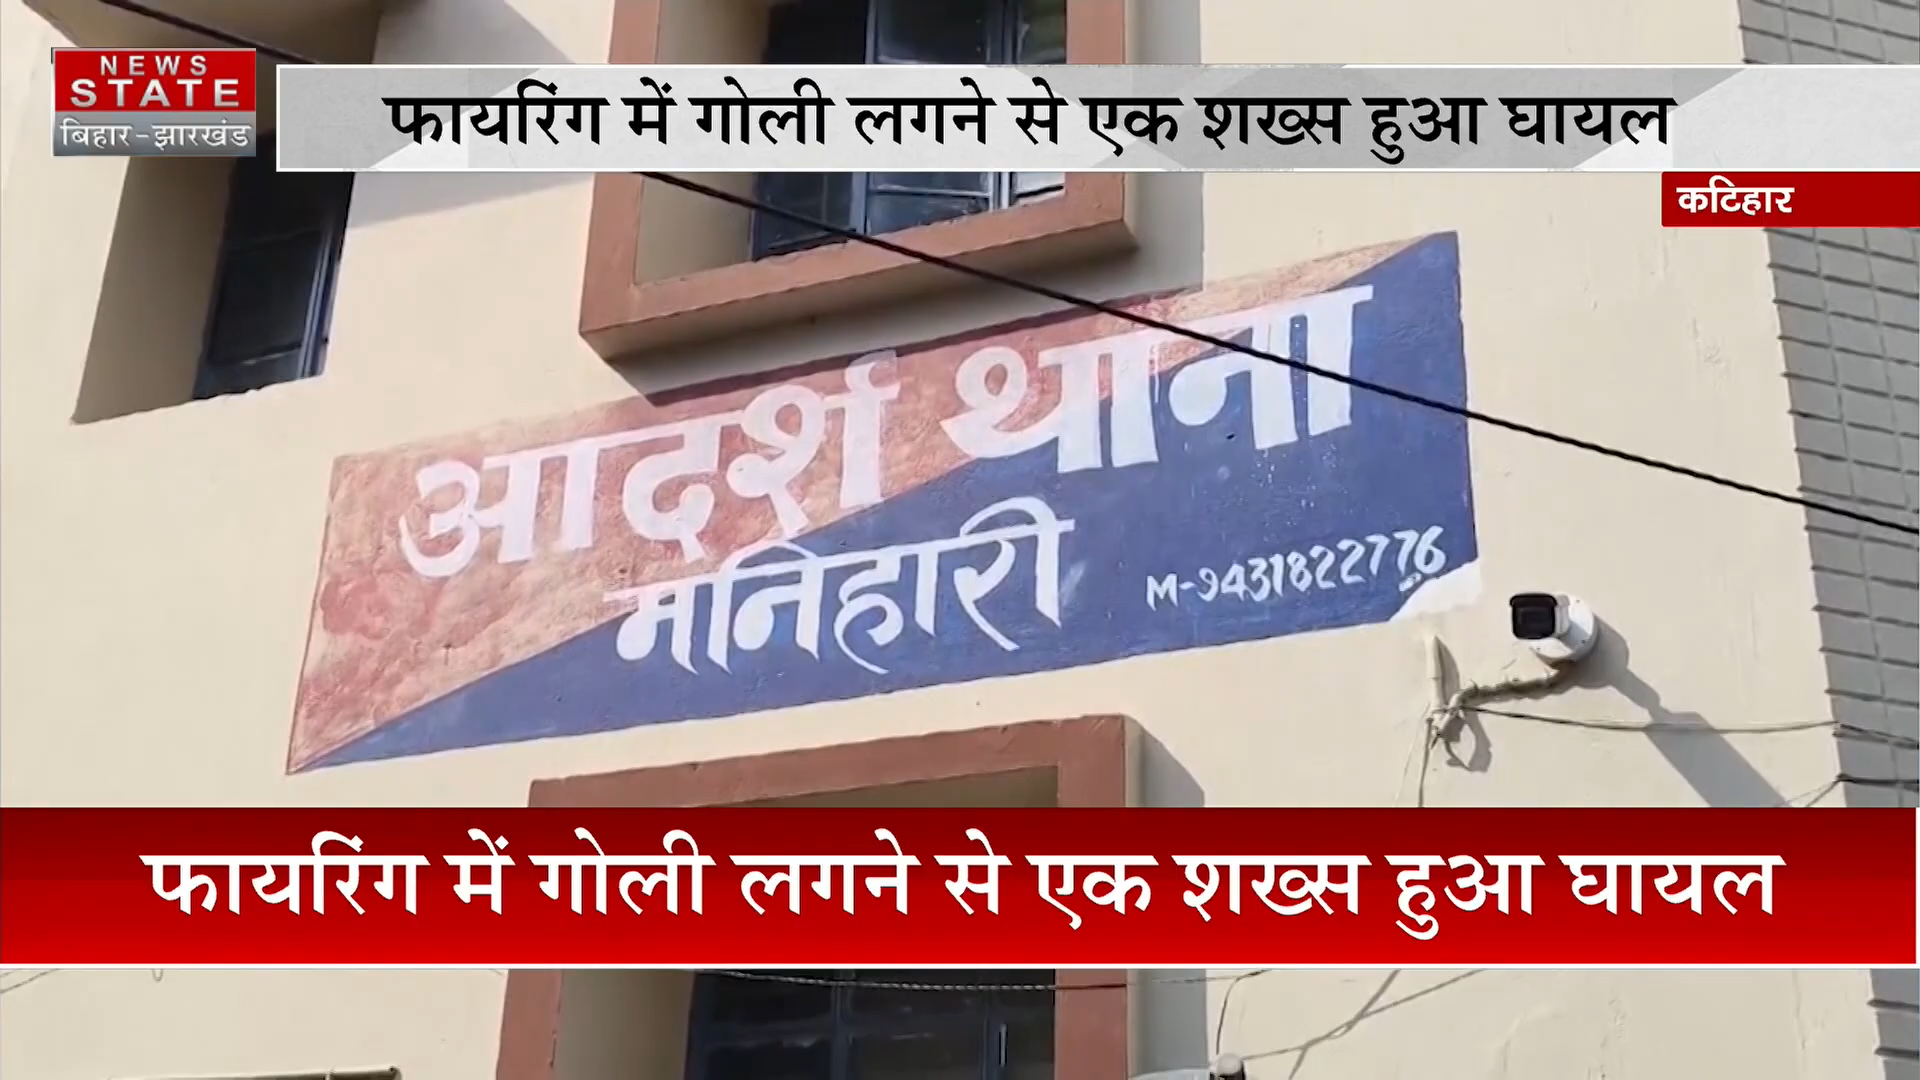 NEWS
STATE
बिहार-झारखंड
फायरिंग में गोली लगने से एक शख्स हुआ घायल
कटिहार
आदर्श थाना
मनिहारी
M-9431822776
फायरिंग में गोली लगने से एक शख्स हुआ घायल